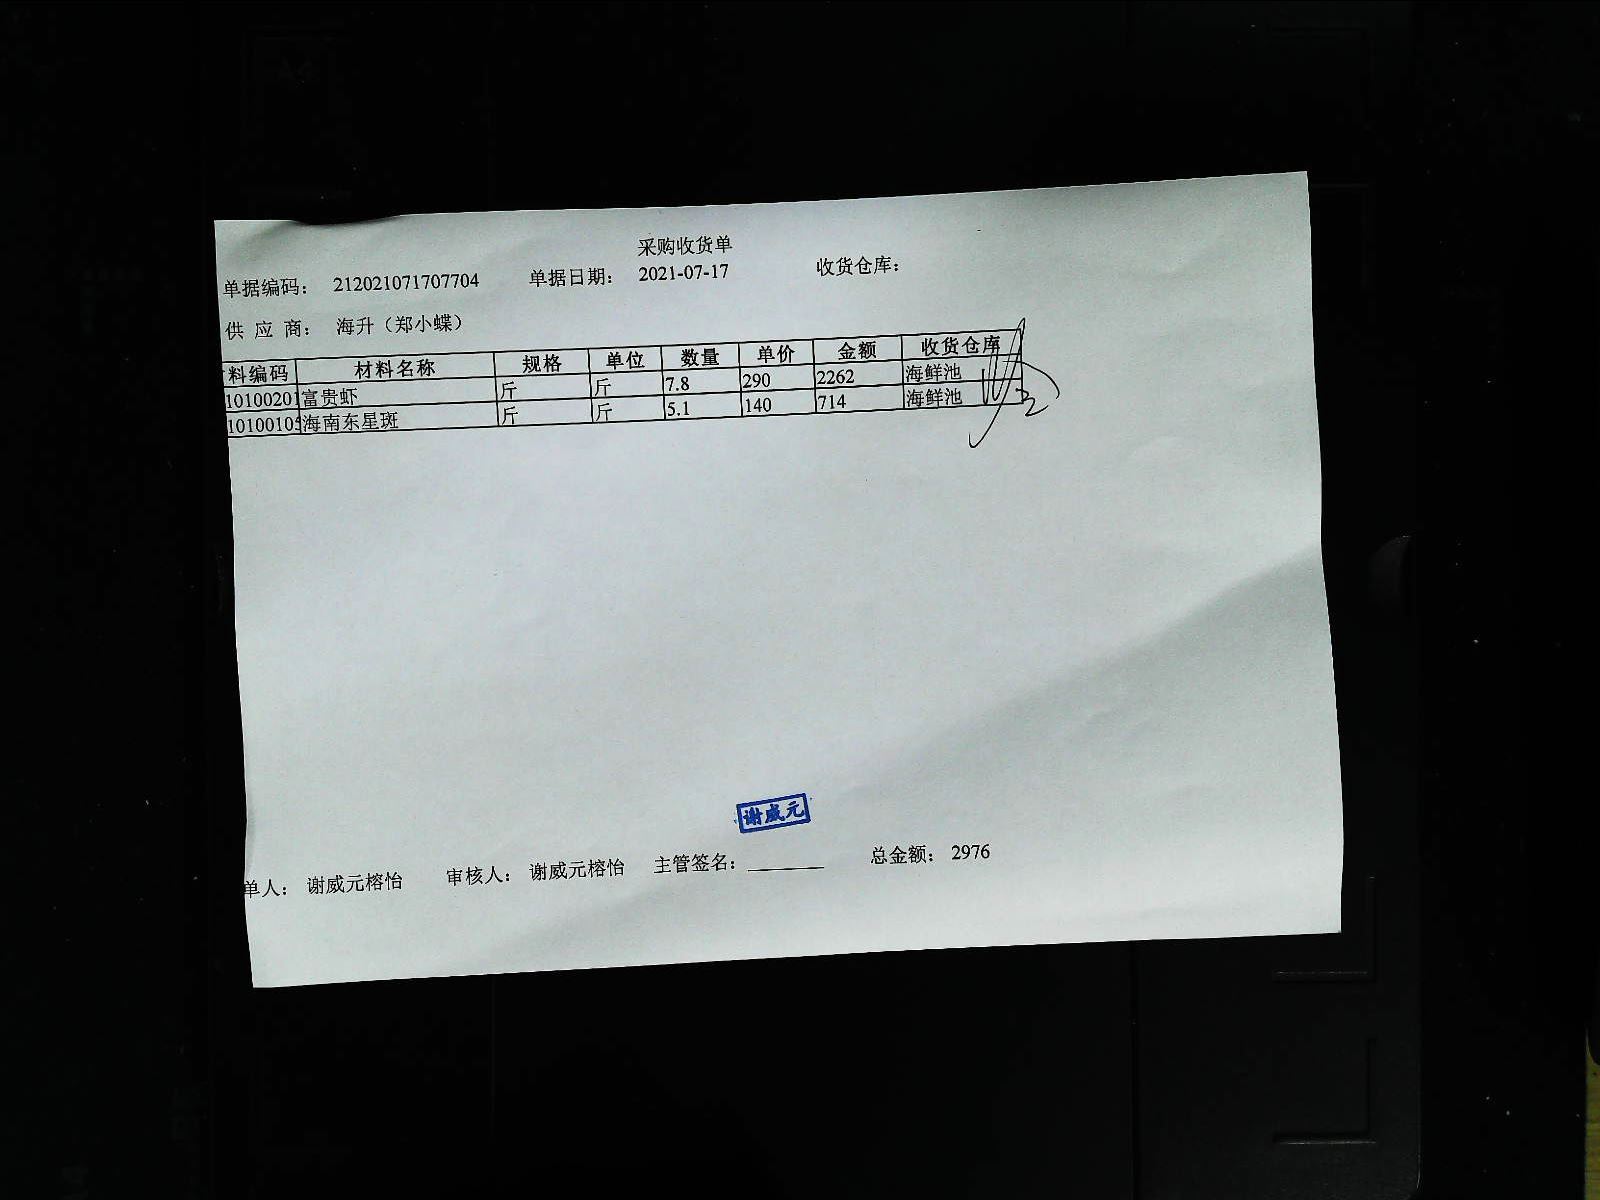 采购收货单
单据编码： 212021071707704 单据日期： 2021-07-17 收货仓库：
供 应 商： 海升（郑小蝶）
料编码 材料名称 规格 单位 数量 单价 金额 收货仓库
10100201 富贵虾 斤 斤 7.8 290 2262 海鲜池
1010010 海南东星斑 斤 斤 5.1 140 714 海鲜池
谢威元
单人： 谢威元榕怡 审核人： 谢威元榕怡 主管签名： 总金额： 2976